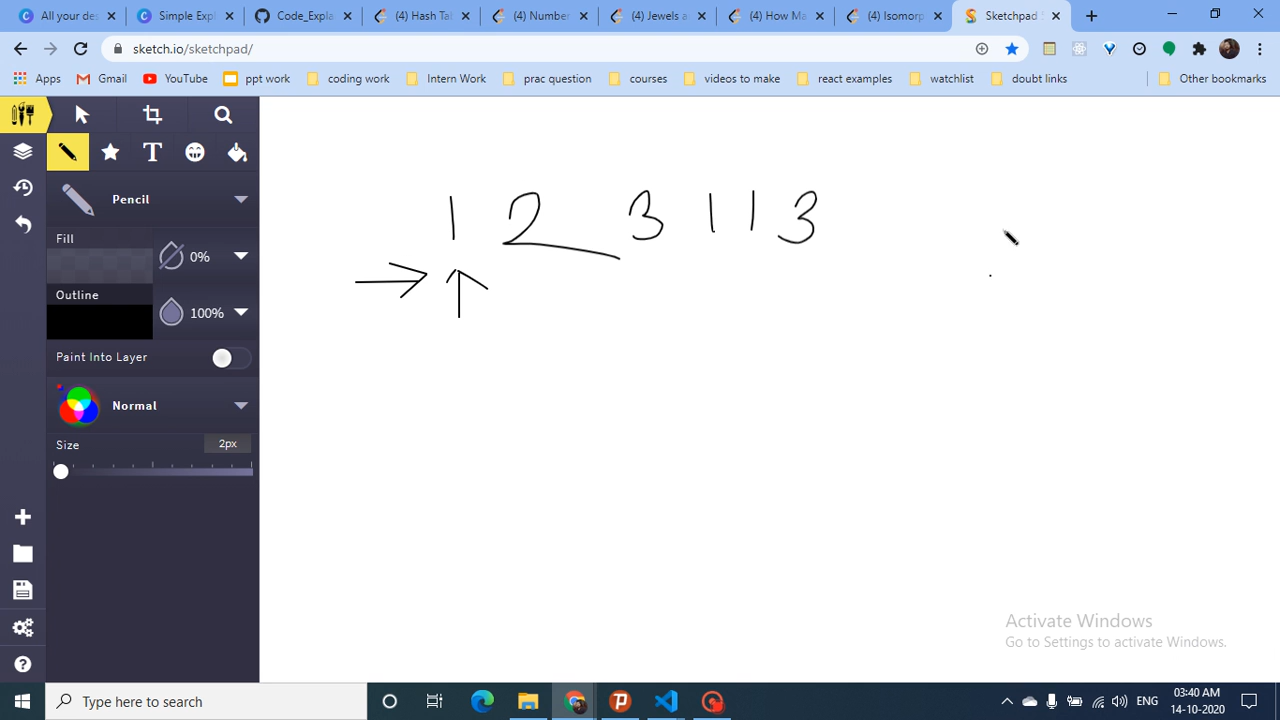 All your des
Simple Expl
Code_Expla
(4) Hash Tal
(4) Number
(4) Jewels a
(4) How Ma
(4) Isomorp
Sketchpad
sketch.io/sketchpad/
Apps Gmail YouTube ppt work coding work Intern Work prac question courses videos to make react examples watchlist doubt links Other bookmarks
Pencil
Fill
0%
Outline
100%
Paint Into Layer
Normal
Size 2px
1 2 3 1 1 3
Activate Windows
Go to Settings to activate Windows.
Type here to search
ENG
03:40 AM
14-10-2020